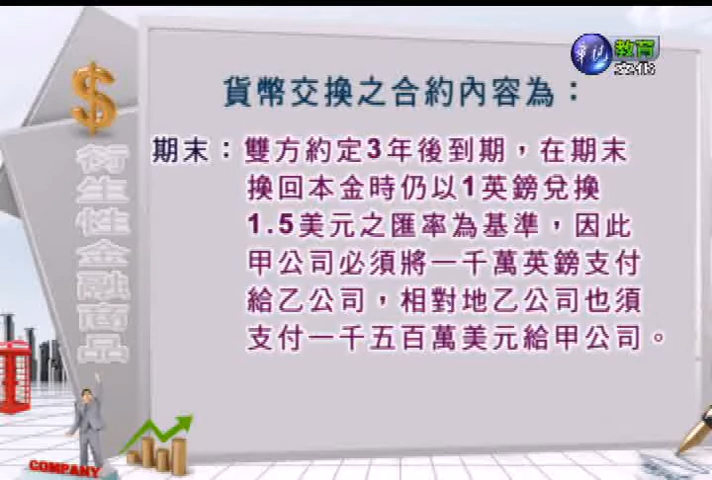 華視
教育
文化
貨幣交換之合約內容為：
衍生性金融商品
期末：雙方約定3年後到期，在期末
換回本金時仍以1英鎊兌換
1.5美元之匯率為基準，因此
甲公司必須將一千萬英鎊支付
給乙公司，相對地乙公司也須
支付一千五百萬美元給甲公司。
COMPANY